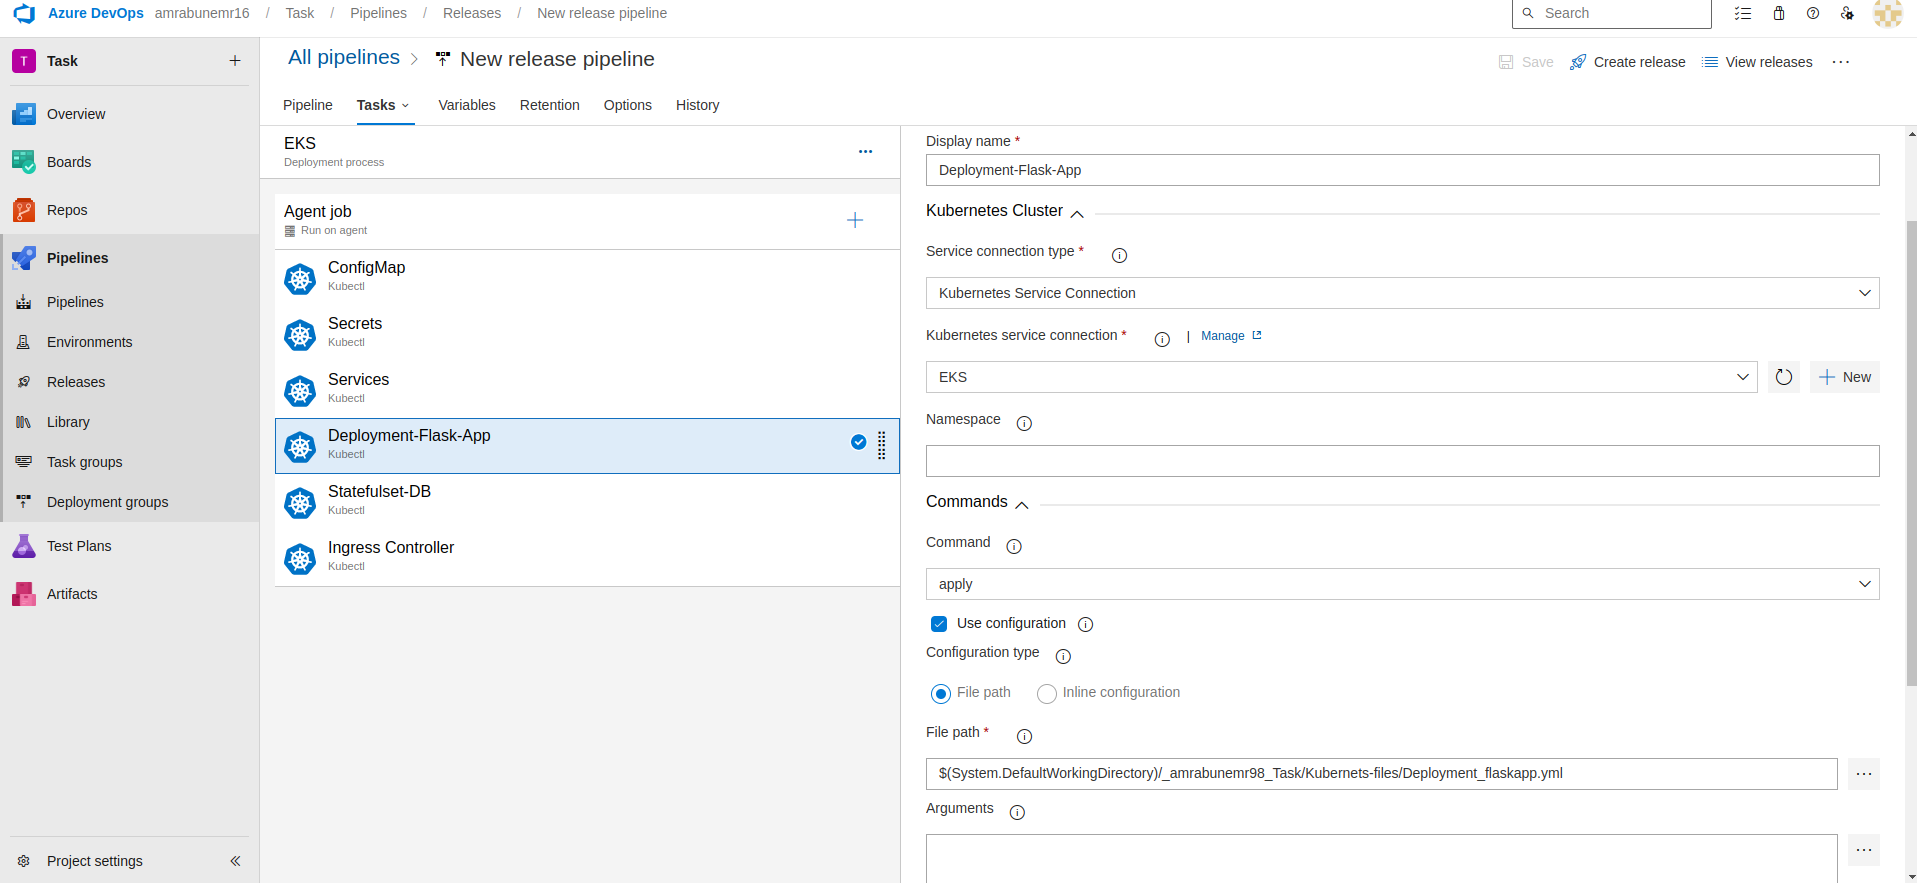 Azure DevOps amrabunemr16 / Task / Pipelines / Releases / New release pipeline
Search
T Task
Overview
Boards
Repos
Pipelines
Pipelines
Environments
Releases
Library
Task groups
Deployment groups
Test Plans
Artifacts
Project settings
All pipelines > New release pipeline
Save Create release View releases ...
Pipeline Tasks Variables Retention Options History
EKS
Deployment process
Agent job
Run on agent
ConfigMap
Kubectl
Secrets
Kubectl
Services
Kubectl
Deployment-Flask-App
Kubectl
Statefulset-DB
Kubectl
Ingress Controller
Kubectl
Display name *
Deployment-Flask-App
Kubernetes Cluster
Service connection type *
Kubernetes Service Connection
Kubernetes service connection * | Manage
EKS
New
Namespace
Commands
Command
apply
Use configuration
Configuration type
File path Inline configuration
File path *
$(System.DefaultWorkingDirectory)/_amrabunemr98_Task/Kubernets-files/Deployment_flaskapp.yml
Arguments